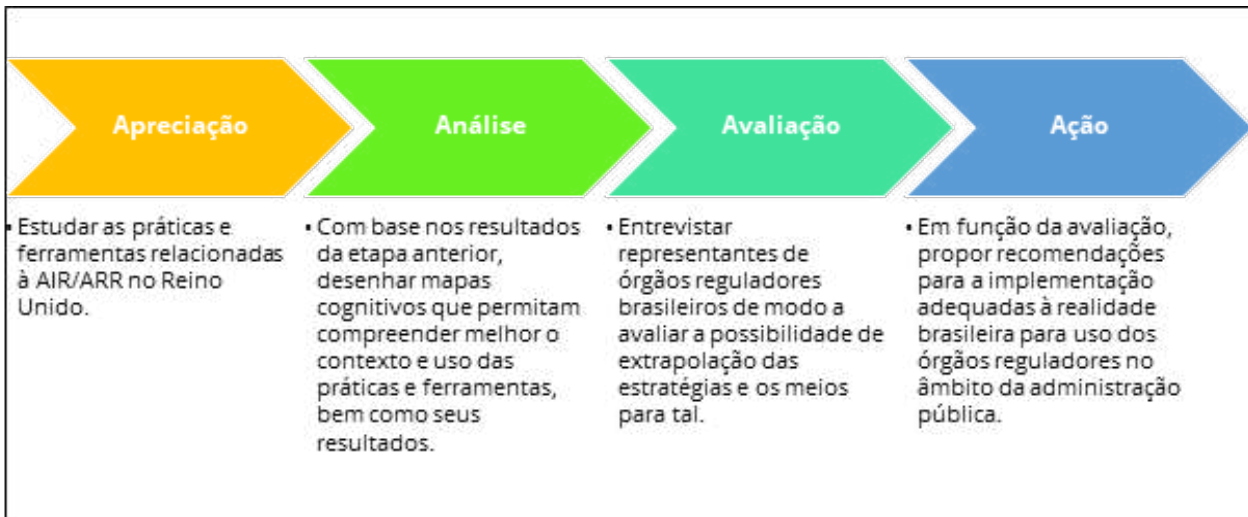 Apreciação
Análise
Avaliação
Ação
▪ Estudar as práticas e
ferramentas relacionadas
à AIR/ARR no Reino
Unido.
▪ Com base nos resultados
da etapa anterior,
desenhar mapas
cognitivos que permitam
compreender melhor o
contexto e uso das
práticas e ferramentas,
bem como seus
resultados.
▪ Entrevistar
representantes de
órgãos reguladores
brasileiros de modo a
avaliar a possibilidade de
extrapolação das
estratégias e os meios
para tal.
▪ Em função da avaliação,
propor recomendações
para a implementação
adequadas à realidade
brasileira para uso dos
órgãos reguladores no
âmbito da administração
pública.